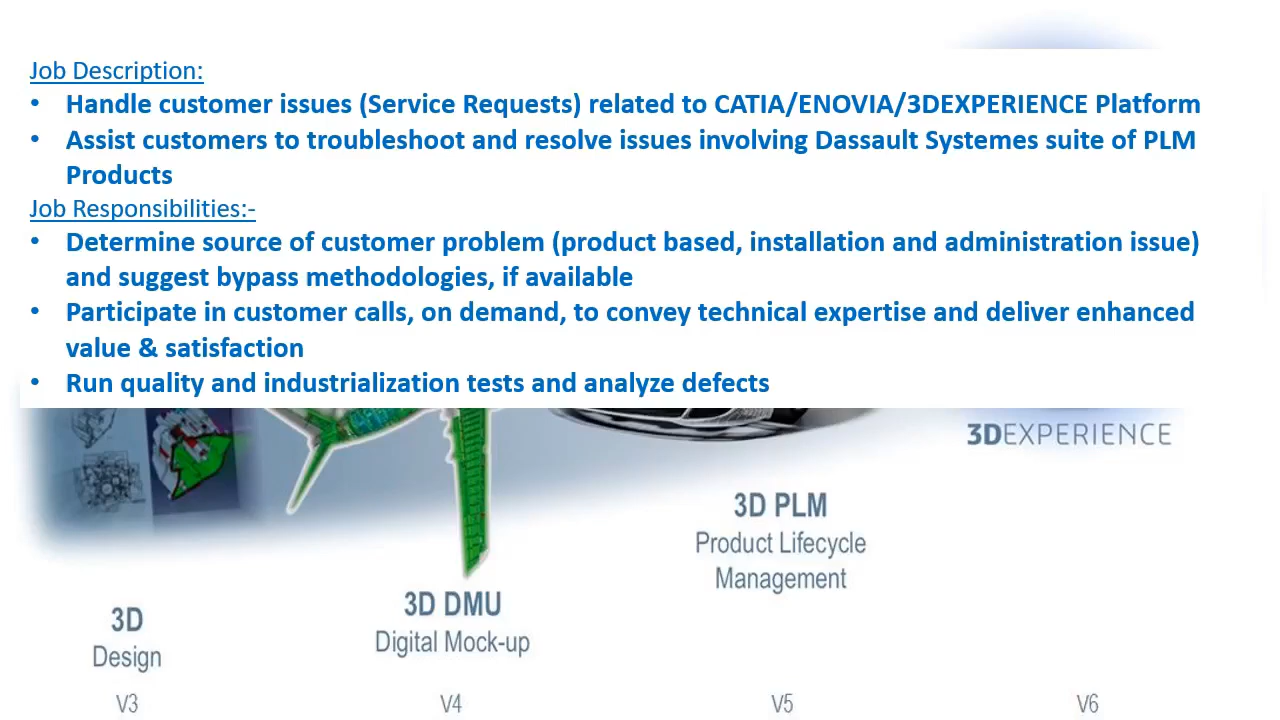 Job Description:
• Handle customer issues (Service Requests) related to CATIA/ENOVIA/3DEXPERIENCE Platform
• Assist customers to troubleshoot and resolve issues involving Dassault Systemes suite of PLM
Products
Job Responsibilities:-
• Determine source of customer problem (product based, installation and administration issue)
and suggest bypass methodologies, if available
• Participate in customer calls, on demand, to convey technical expertise and deliver enhanced
value & satisfaction
• Run quality and industrialization tests and analyze defects
3DEXPERIENCE
3D PLM
Product Lifecycle
Management
3D DMU
Digital Mock-up
3D
Design
V3 V4 V5 V6